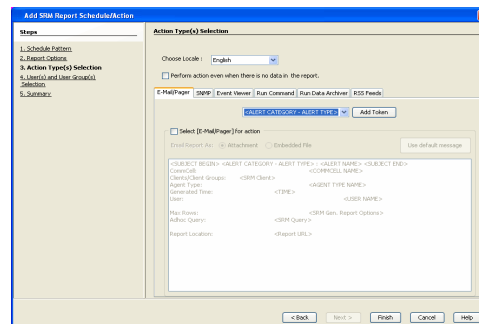 Add SRM Report Schedule/Action
Steps
1. Schedule Pattern
2. Report Options
3. Action Type(s) Selection
4. User(s) and User Group(s)
Selection
5. Summary
Action Type(s) Selection
Choose Locale :
English
Perform action even when there is no data in the report.
E-Mail/Pager
SNMP
Event Viewer
Run Command
Run Data Archiver
RSS Feeds
<ALERT CATEGORY - ALERT TYPE>
Add Token
Select [E-Mail/Pager] for action
Email Report As:
Attachment
Embedded File
Use default message
<SUBJECT BEGIN> <ALERT CATEGORY - ALERT TYPE> : <ALERT NAME> <SUBJECT END>
CommCell: <COMMCELL NAME>
Clients/Client Groups: <SRM Client>
Agent Type: <AGENT TYPE NAME>
Generated Time: <TIME>
User: <USER NAME>
Max Rows: <SRM Gen. Report Options>
Adhoc Query: <SRM Query>
Report Location: <Report URL>
< Back
Next >
Finish
Cancel
Help